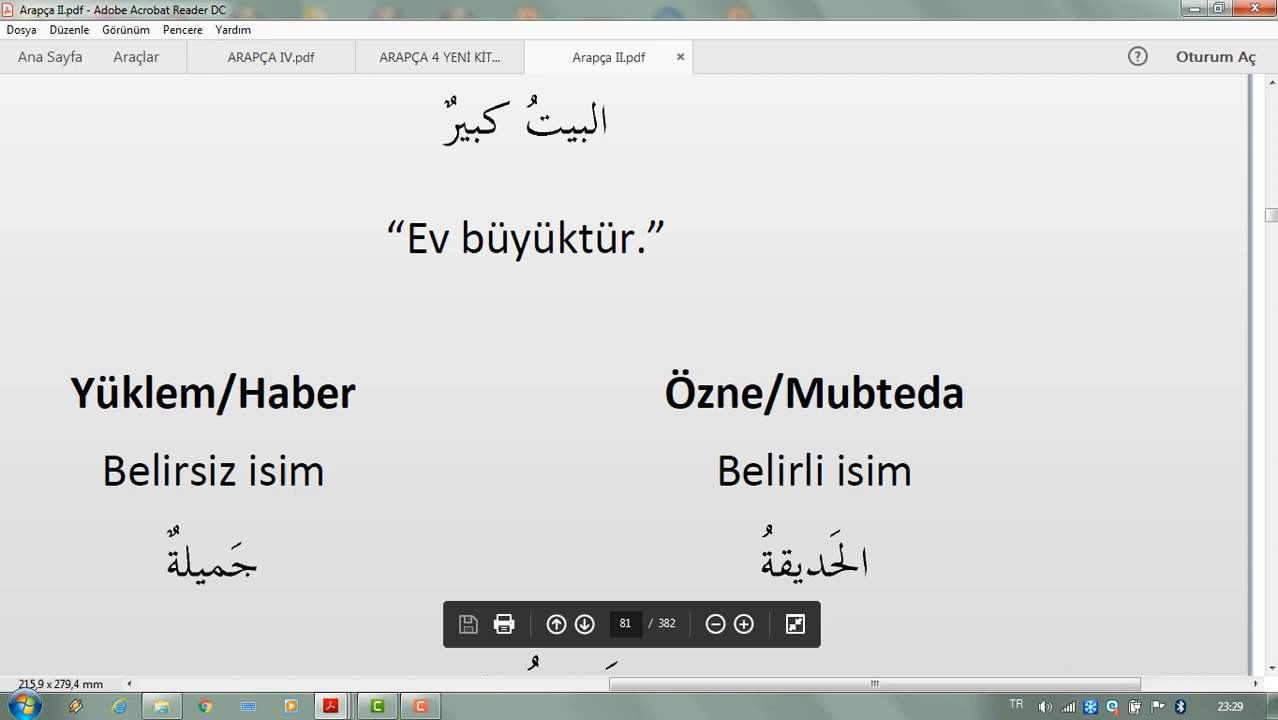 Arapça II.pdf - Adobe Acrobat Reader DC
Dosya Düzenle Görünüm Pencere Yardım
Ana Sayfa Araçlar ARAPÇA IV.pdf ARAPÇA 4 YENİ KİT... Arapça II.pdf × ? Oturum Aç
البيتُ كبيرٌ
“Ev büyüktür.”
Yüklem/Haber Özne/Mubteda
Belirsiz isim Belirli isim
جَميلةٌ الحَديقةُ
81 / 382
215,9 x 279,4 mm
TR 23:29